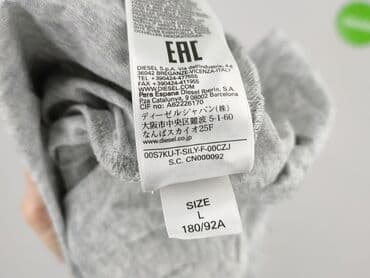 EAC
DIESEL S.p.A. Via dell'industria, 4-6
36042 BREGANZE-VICENZA-ITALY
TEL +390424-477555
FAX +390424-411955
WWW.DIESEL.COM
Para Espana Diesel Iberia, S.A.
Pza Catalunya, 9 08002 Barcelona
CIF No: A62226170
ディーゼルジャパン(株)
大阪市中央区難波 5-1-60
なんばスカイオ25F
www.diesel.co.jp
00S7KU-T-SILY-F-00CZJ
S.C. CN000092
SIZE
L
180/92A